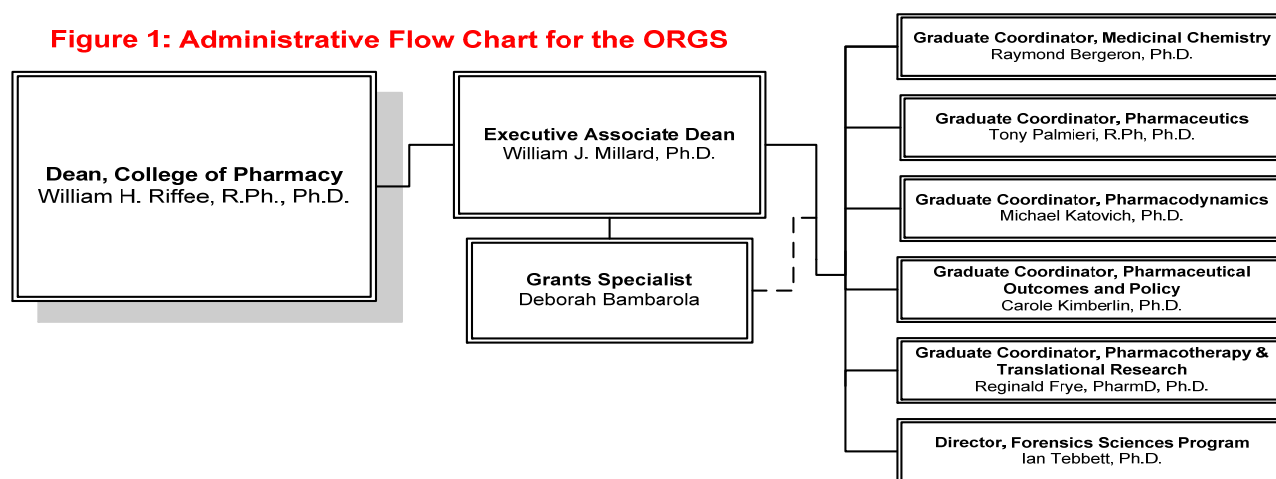 Figure 1: Administrative Flow Chart for the ORGS
Dean, College of Pharmacy
William H. Riffee, R.Ph., Ph.D.
Executive Associate Dean
William J. Millard, Ph.D.
Grants Specialist
Deborah Bambarola
Graduate Coordinator, Medicinal Chemistry
Raymond Bergeron, Ph.D.
Graduate Coordinator, Pharmaceutics
Tony Palmieri, R.Ph, Ph.D.
Graduate Coordinator, Pharmacodynamics
Michael Katovich, Ph.D.
Graduate Coordinator, Pharmaceutical
Outcomes and Policy
Carole Kimberlin, Ph.D.
Graduate Coordinator, Pharmacotherapy &
Translational Research
Reginald Frye, PharmD, Ph.D.
Director, Forensics Sciences Program
Ian Tebbett, Ph.D.